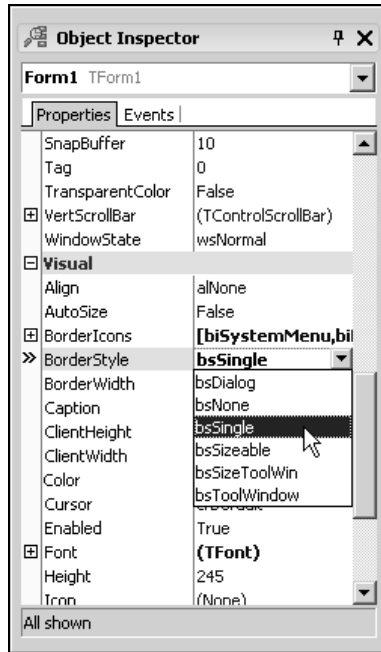 Object Inspector
Form1 TForm1
Properties Events
SnapBuffer 10
Tag 0
TransparentColor False
VertScrollBar (TControlScrollBar)
WindowState wsNormal
Visual
Align alNone
AutoSize False
BorderIcons [biSystemMenu,bi
BorderStyle bsSingle
BorderWidth bsDialog
Caption bsNone
ClientHeight bsSingle
ClientWidth bsSizeable
Color bsSizeToolWin
Cursor bsToolWindow
Enabled True
Font (TFont)
Height 245
Icon (None)
All shown